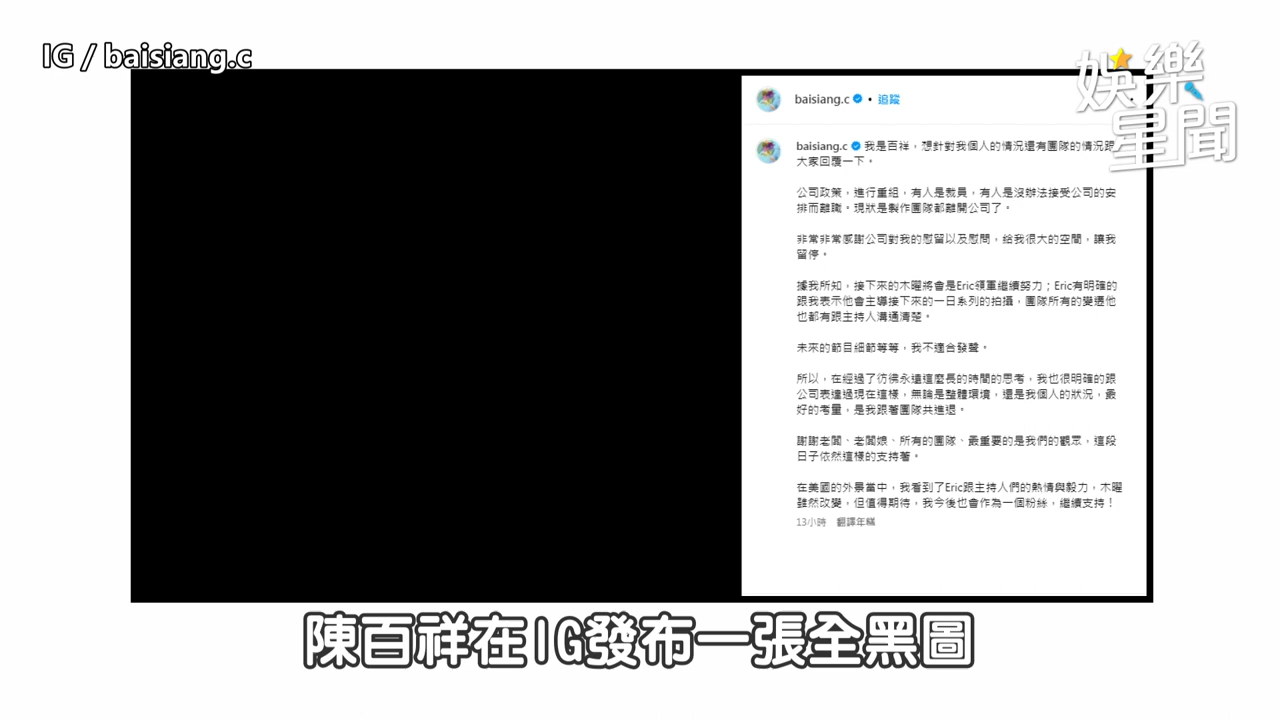 IG / baisiang.c
娛樂
星聞
baisiang.c • 追蹤
baisiang.c 我是百祥，想針對我個人的情況還有團隊的情況跟
大家回覆一下。
公司政策，進行重組，有人是裁員，有人是沒辦法接受公司的安
排而離職。現狀是製作團隊都離開公司了。
非常非常感謝公司對我的慰留以及慰問，給我很大的空間，讓我
留停。
據我所知，接下來的木曜將會是Eric領軍繼續努力；Eric有明確的
跟我表示他會主導接下來的一日系列的拍攝，團隊所有的變遷他
也都有跟主持人溝通清楚。
未來的節目細節等等，我不適合發聲。
所以，在經過了彷彿永遠這麼長的時間的思考，我也很明確的跟
公司表達過現在這樣，無論是整體環境，還是我個人的狀況，最
好的考量，是我跟著團隊共進退。
謝謝老闆、老闆娘、所有的團隊、最重要的是我們的觀眾，這段
日子依然這樣的支持著。
在美國的外景當中，我看到了Eric跟主持人們的熱情與毅力，木曜
雖然改變，但值得期待，我今後也會作為一個粉絲，繼續支持！
13小時 翻譯年糕
陳百祥在IG發布一張全黑圖